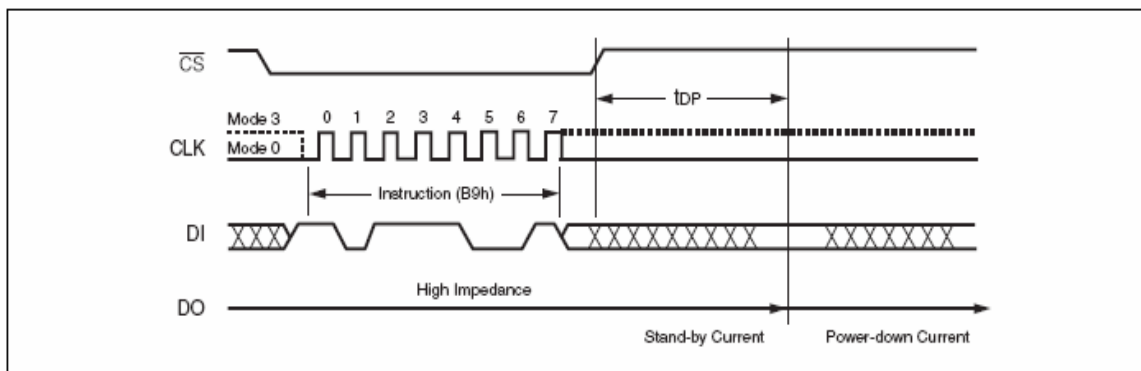 CS
tDP
Mode 3
0 1 2 3 4 5 6 7
CLK
Mode 0
Instruction (B9h)
DI
High Impedance
DO
Stand-by Current
Power-down Current